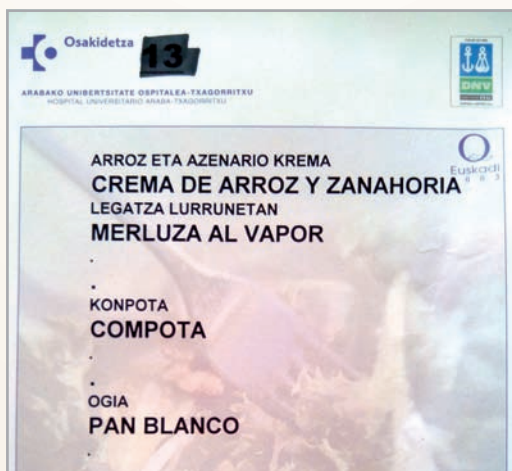 Osakidetza
13
ARABAKO UNIBERTSITATE OSPITALEA-TXAGORRITXU
HOSPITAL UNIVERSITARIO ARABA-TXAGORRITXU
DNV
Euskadi
ARROZ ETA AZENARIO KREMA
CREMA DE ARROZ Y ZANAHORIA
LEGATZA LURRUNETAN
MERLUZA AL VAPOR
.
.
KONPOTA
COMPOTA
.
.
OGIA
PAN BLANCO
.